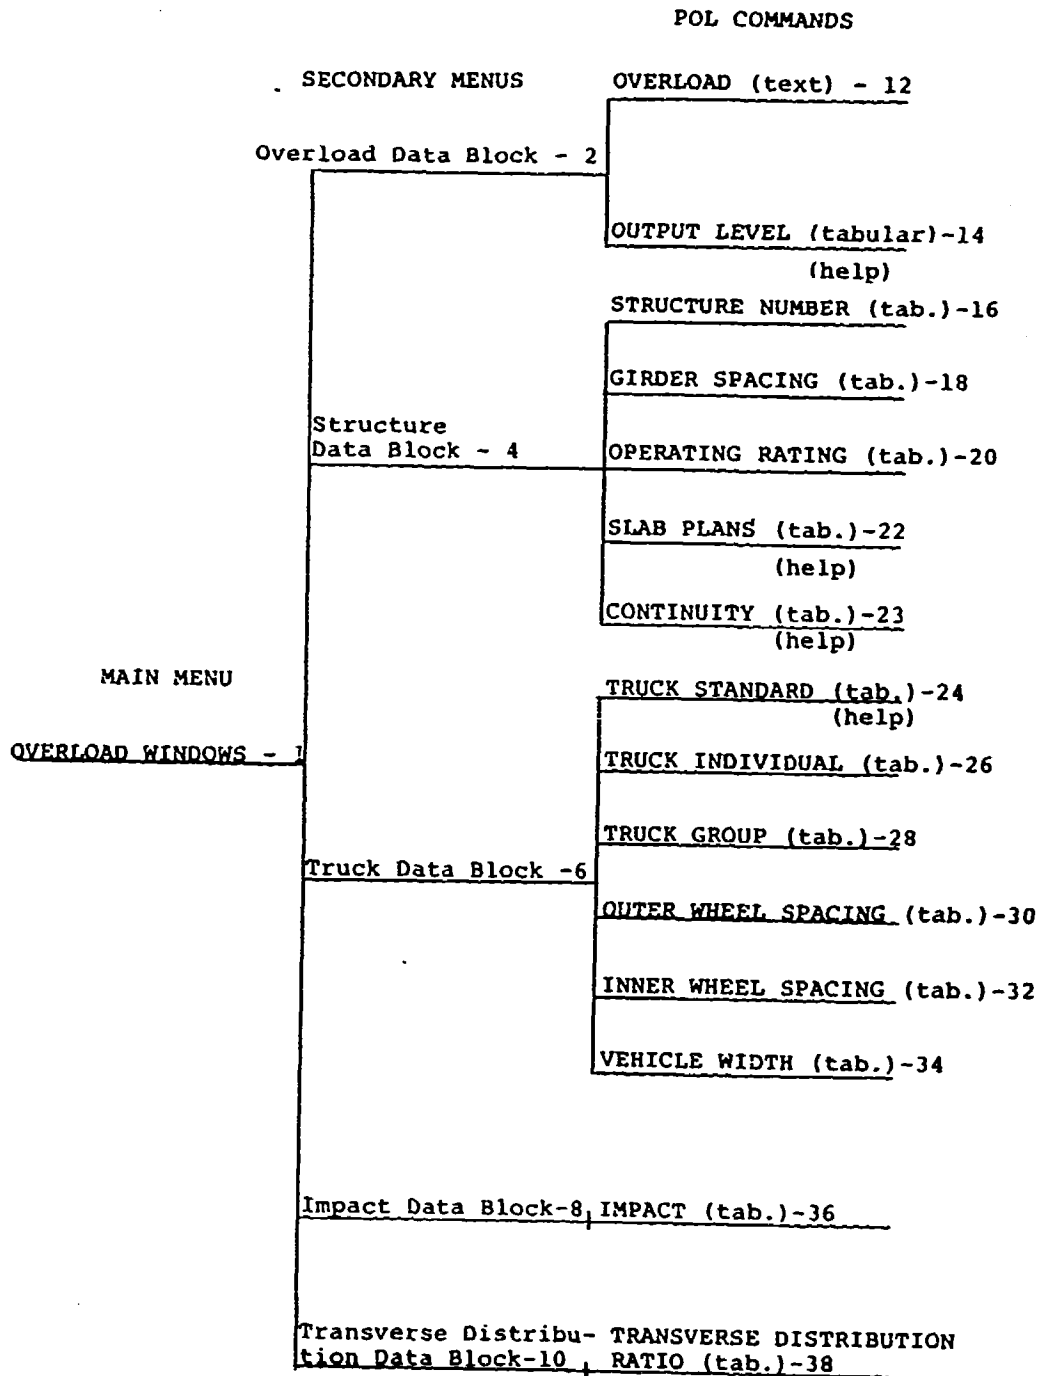 POL COMMANDS
SECONDARY MENUS
OVERLOAD (text) - 12
Overload Data Block - 2
OUTPUT LEVEL (tabular)-14
(help)
STRUCTURE NUMBER (tab.)-16
GIRDER SPACING (tab.)-18
Structure
Data Block - 4
OPERATING RATING (tab.)-20
SLAB PLANS (tab.)-22
(help)
CONTINUITY (tab.)-23
(help)
MAIN MENU
TRUCK STANDARD (tab.)-24
(help)
OVERLOAD WINDOWS - 1
TRUCK INDIVIDUAL (tab.)-26
TRUCK GROUP (tab.)-28
Truck Data Block -6
OUTER WHEEL SPACING (tab.)-30
INNER WHEEL SPACING (tab.)-32
VEHICLE WIDTH (tab.)-34
Impact Data Block-8
IMPACT (tab.)-36
Transverse Distribu-
tion Data Block-10
TRANSVERSE DISTRIBUTION
RATIO (tab.)-38